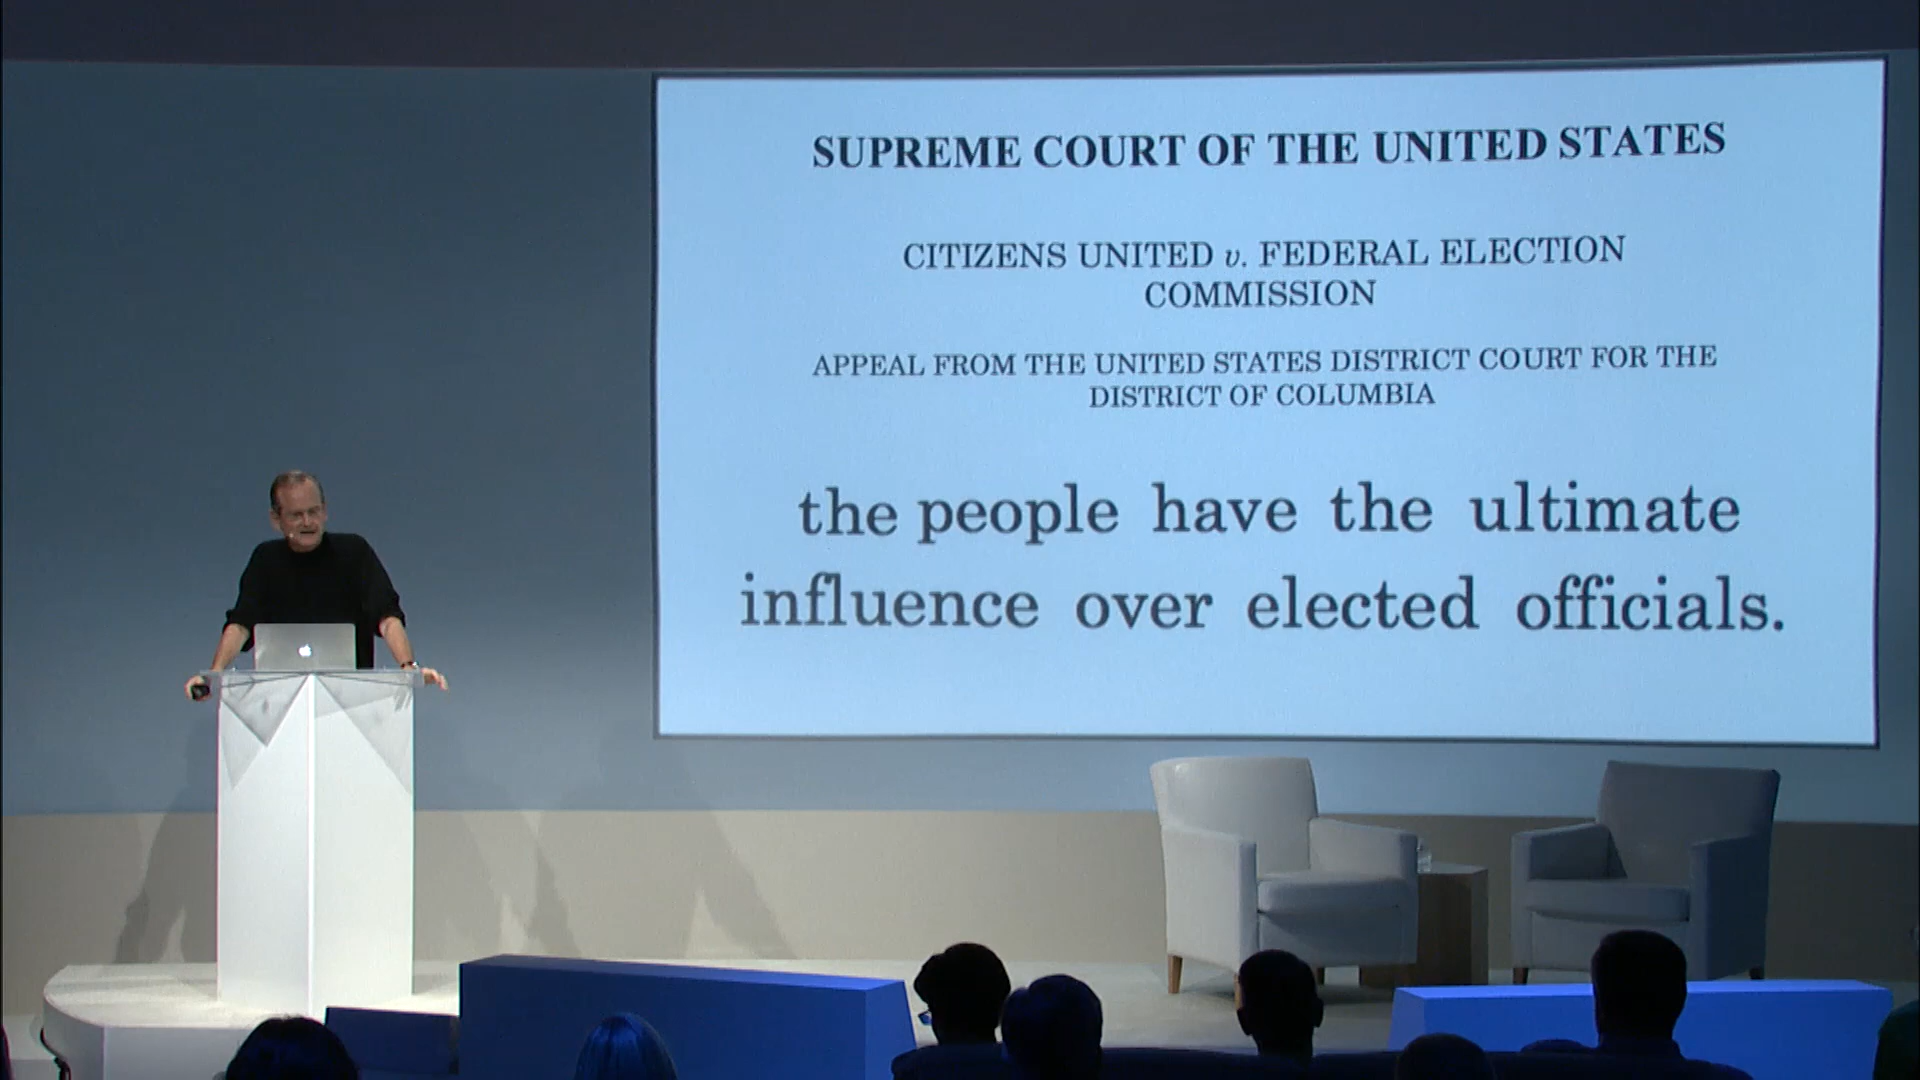 SUPREME COURT OF THE UNITED STATES
CITIZENS UNITED v. FEDERAL ELECTION
COMMISSION
APPEAL FROM THE UNITED STATES DISTRICT COURT FOR THE
DISTRICT OF COLUMBIA
the people have the ultimate
influence over elected officials.